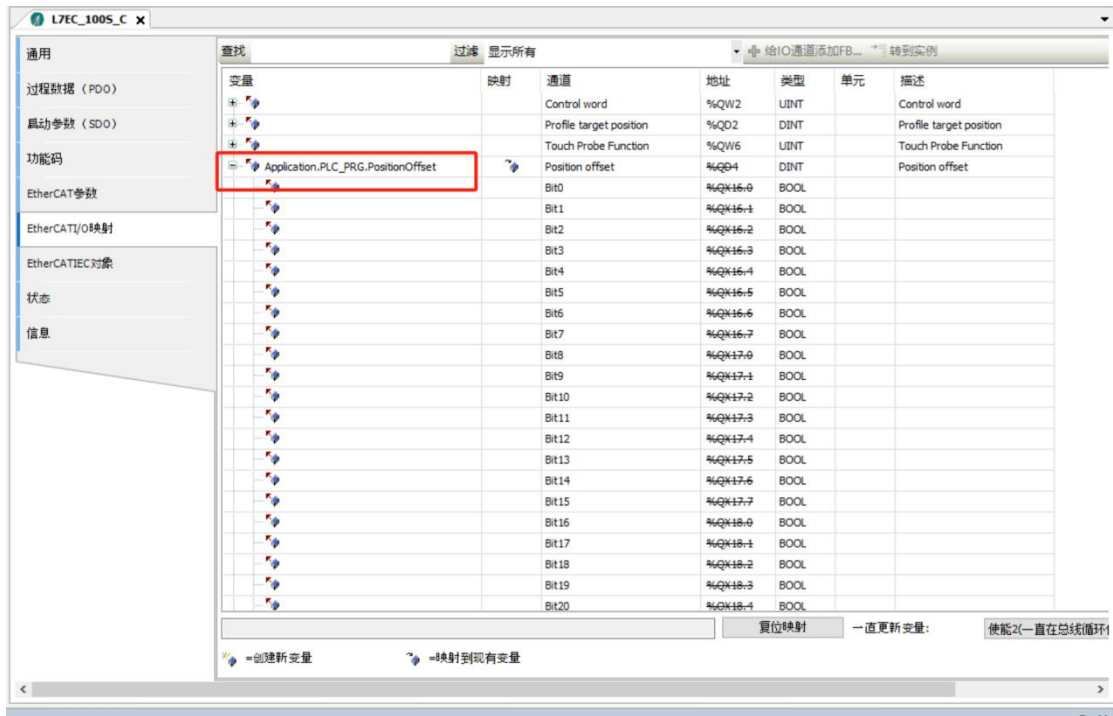 L7EC_100S_C X
通用
过程数据 (PDO)
启动参数 (SDO)
功能码
EtherCAT参数
EtherCATI/O映射
EtherCATIEC对象
状态
信息
查找 过滤 显示所有 给IO通道添加FB... 转到实例
变量 映射 通道 地址 类型 单元 描述
Control word %QW2 UINT Control word
Profile target position %QD2 DINT Profile target position
Touch Probe Function %QW6 UINT Touch Probe Function
Application.PLC_PRG.PositionOffset Position offset %QD4 DINT Position offset
Bit0 %QX16.0 BOOL
Bit1 %QX16.1 BOOL
Bit2 %QX16.2 BOOL
Bit3 %QX16.3 BOOL
Bit4 %QX16.4 BOOL
Bit5 %QX16.5 BOOL
Bit6 %QX16.6 BOOL
Bit7 %QX16.7 BOOL
Bit8 %QX17.0 BOOL
Bit9 %QX17.1 BOOL
Bit10 %QX17.2 BOOL
Bit11 %QX17.3 BOOL
Bit12 %QX17.4 BOOL
Bit13 %QX17.5 BOOL
Bit14 %QX17.6 BOOL
Bit15 %QX17.7 BOOL
Bit16 %QX18.0 BOOL
Bit17 %QX18.1 BOOL
Bit18 %QX18.2 BOOL
Bit19 %QX18.3 BOOL
Bit20 %QX18.4 BOOL
复位映射 一直更新变量: 使能2(一直在总线循环
=创建新变量 =映射到现有变量